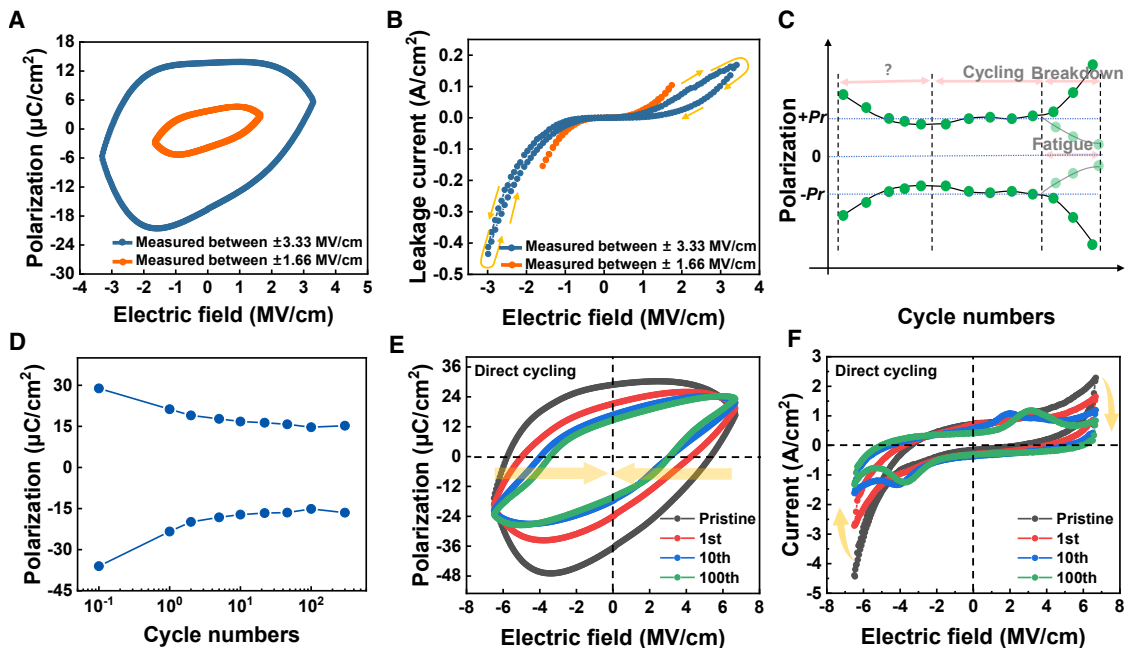 A
Polarization (μC/cm²)
18
12
6
0
-6
-12
-18
-24
-30
-4 -3 -2 -1 0 1 2 3 4 5
Electric field (MV/cm)
Measured between ±3.33 MV/cm
Measured between ±1.66 MV/cm
B
Leakage current (A/cm²)
0.2
0.1
0.0
-0.1
-0.2
-0.3
-0.4
-0.5
-3 -2 -1 0 1 2 3 4
Electric field (MV/cm)
Measured between ± 3.33 MV/cm
Measured between ± 1.66 MV/cm
C
Polarization
? Cycling Breakdown
+Pr
0
Fatigue
-Pr
Cycle numbers
D
Polarization (μC/cm²)
30
15
0
-15
-30
-45
10⁻¹ 10⁰ 10¹ 10²
Cycle numbers
E
Polarization (μC/cm²)
36
24
12
0
-12
-24
-36
-48
-8 -6 -4 -2 0 2 4 6 8
Electric field (MV/cm)
Direct cycling
Pristine
1st
10th
100th
F
Current (A/cm²)
3
2
1
0
-1
-2
-3
-4
-5
-8 -6 -4 -2 0 2 4 6 8
Electric field (MV/cm)
Direct cycling
Pristine
1st
10th
100th